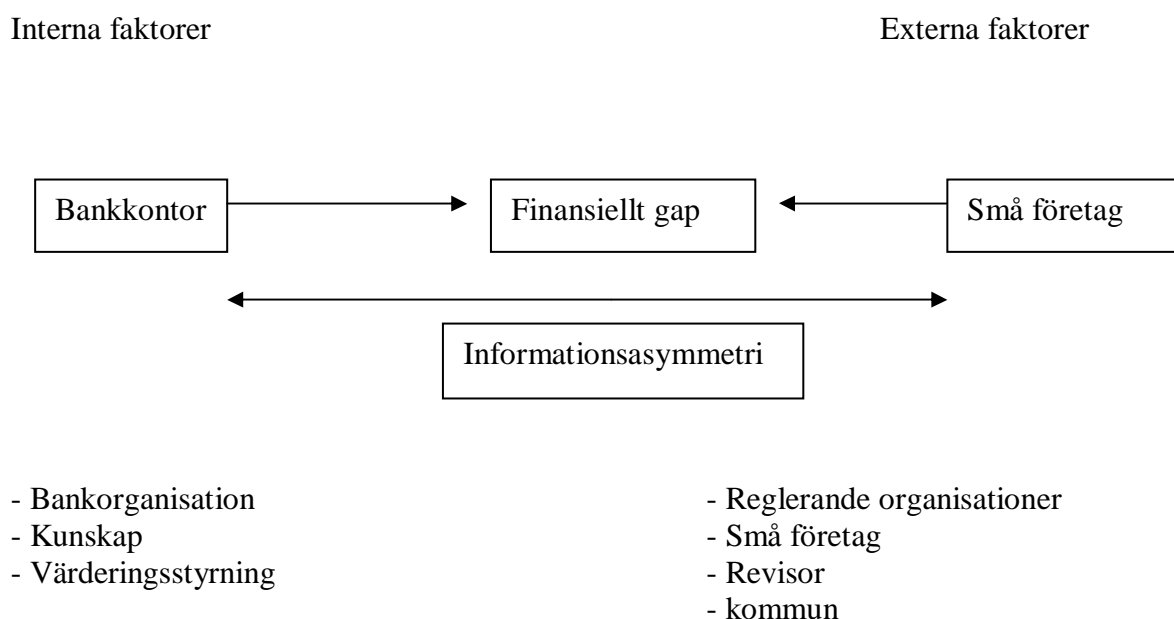 Interna faktorer
Externa faktorer
Bankkontor
Finansiellt gap
Små företag
Informationsasymmetri
- Bankorganisation
- Kunskap
- Värderingsstyrning
- Reglerande organisationer
- Små företag
- Revisor
- kommun